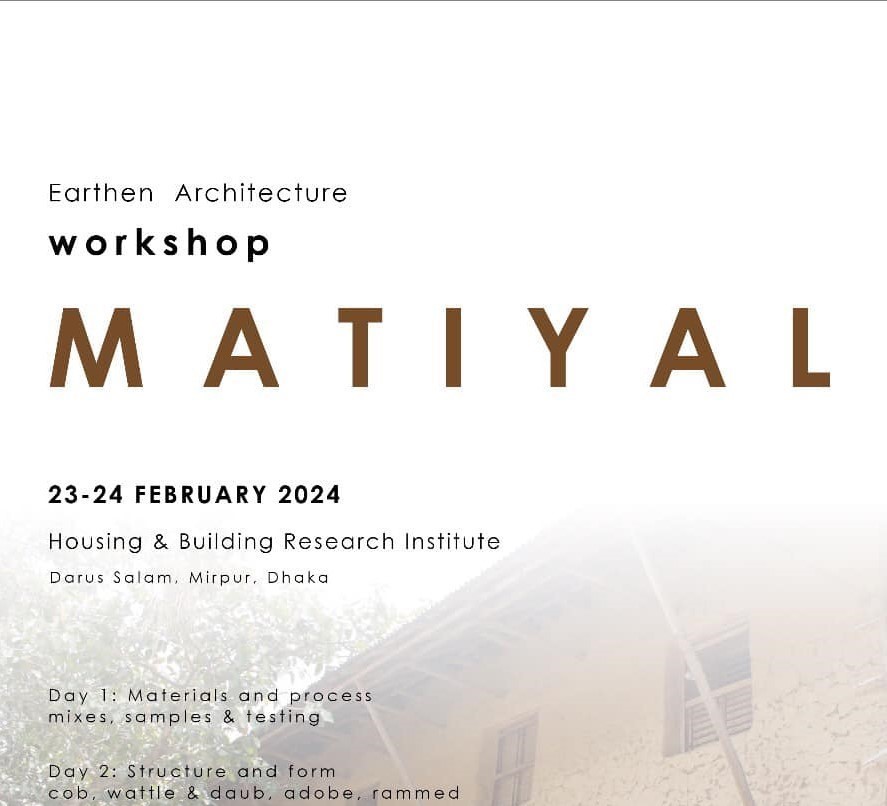 Earthen Architecture
workshop
MATIYAL
23-24 FEBRUARY 2024
Housing & Building Research Institute
Darus Salam, Mirpur, Dhaka
Day 1: Materials and process
mixes, samples & testing
Day 2: Structure and form
cob, wattle & daub, adobe, rammed